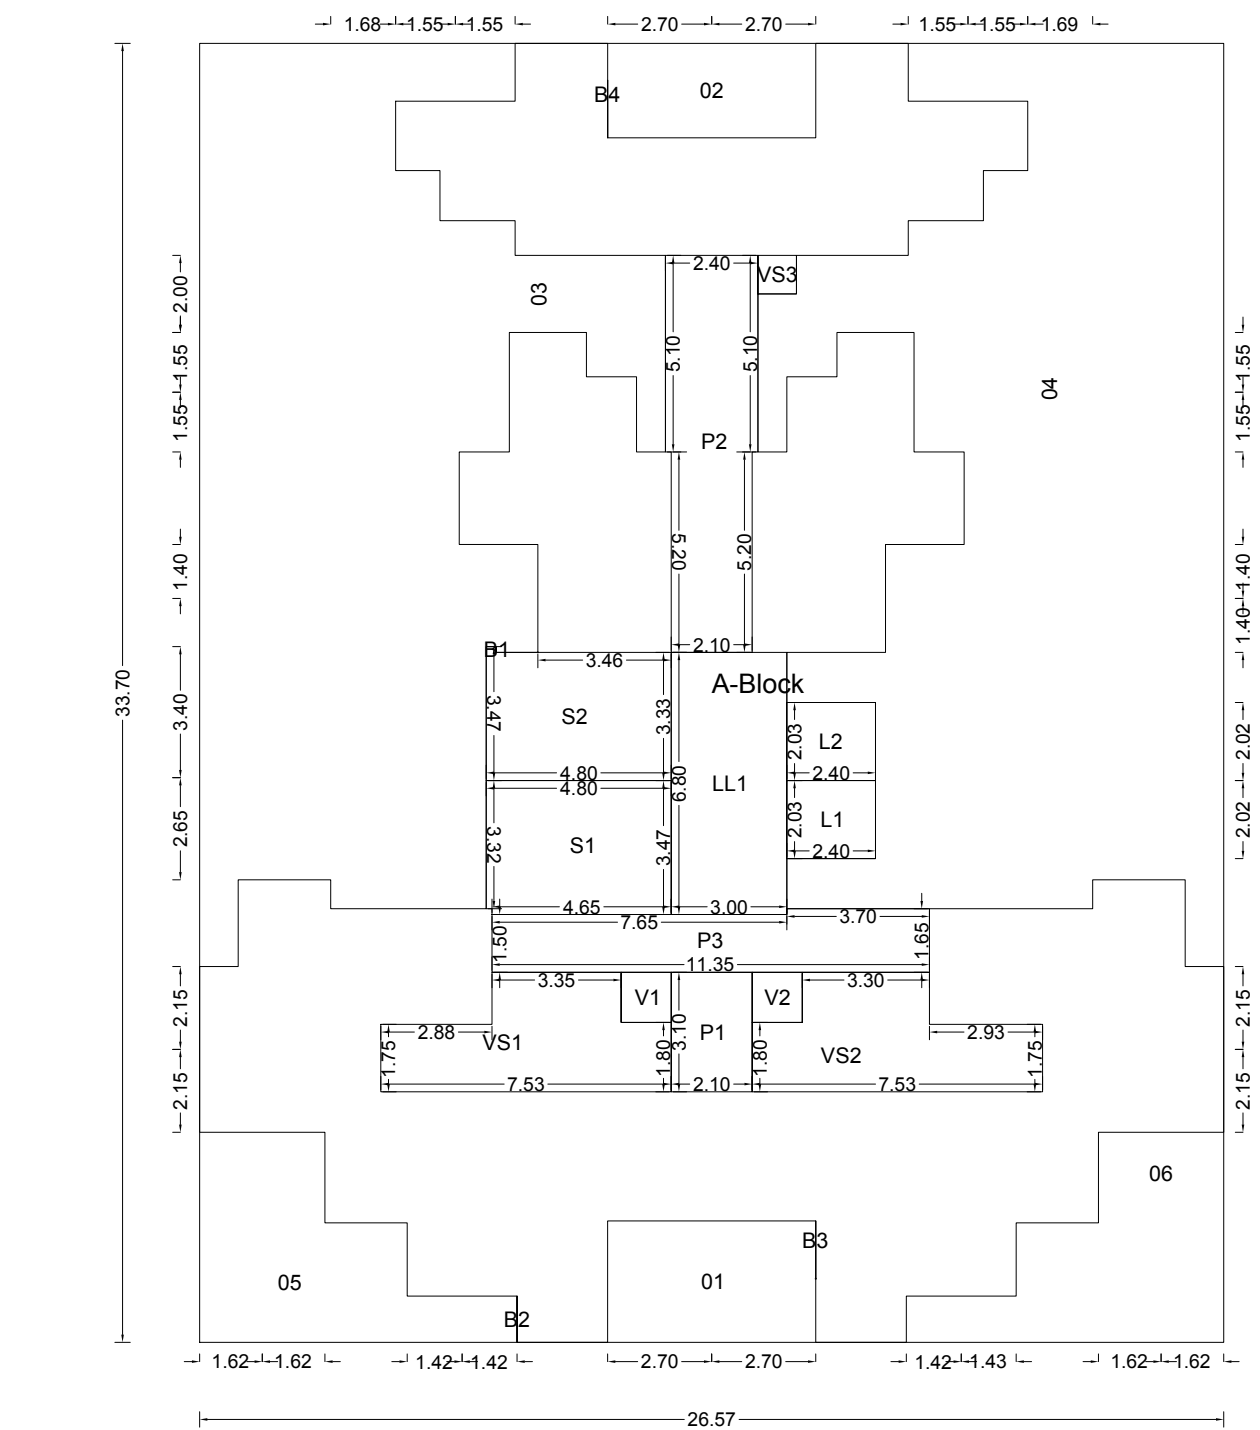 1.68 1.55 1.55 2.70 2.70 1.55 1.55 1.69
B4 02
2.00 03 2.40 VS3
1.55 5.10 5.10 04 1.55
1.55 P2 1.55
1.40 5.20 5.20 1.40
1.40
B1 3.46 2.10
33.70 3.40 3.47 S2 3.33 A-Block 2.03 L2 2.02
4.80 6.80 LL1 2.40
4.80
2.65 3.32 S1 3.47 2.03 L1 2.02
2.40
4.65 3.00
7.65 3.70
1.50 P3 1.65
11.35
3.35 3.30
2.15 V1 V2 2.15
2.88 3.10 P1 2.93
1.75 VS1 1.80 1.80 VS2 1.75
2.15 7.53 2.10 7.53 2.15
06
B3
05 01
B2
1.62 1.62 1.42 1.42 2.70 2.70 1.42 1.43 1.62 1.62
26.57